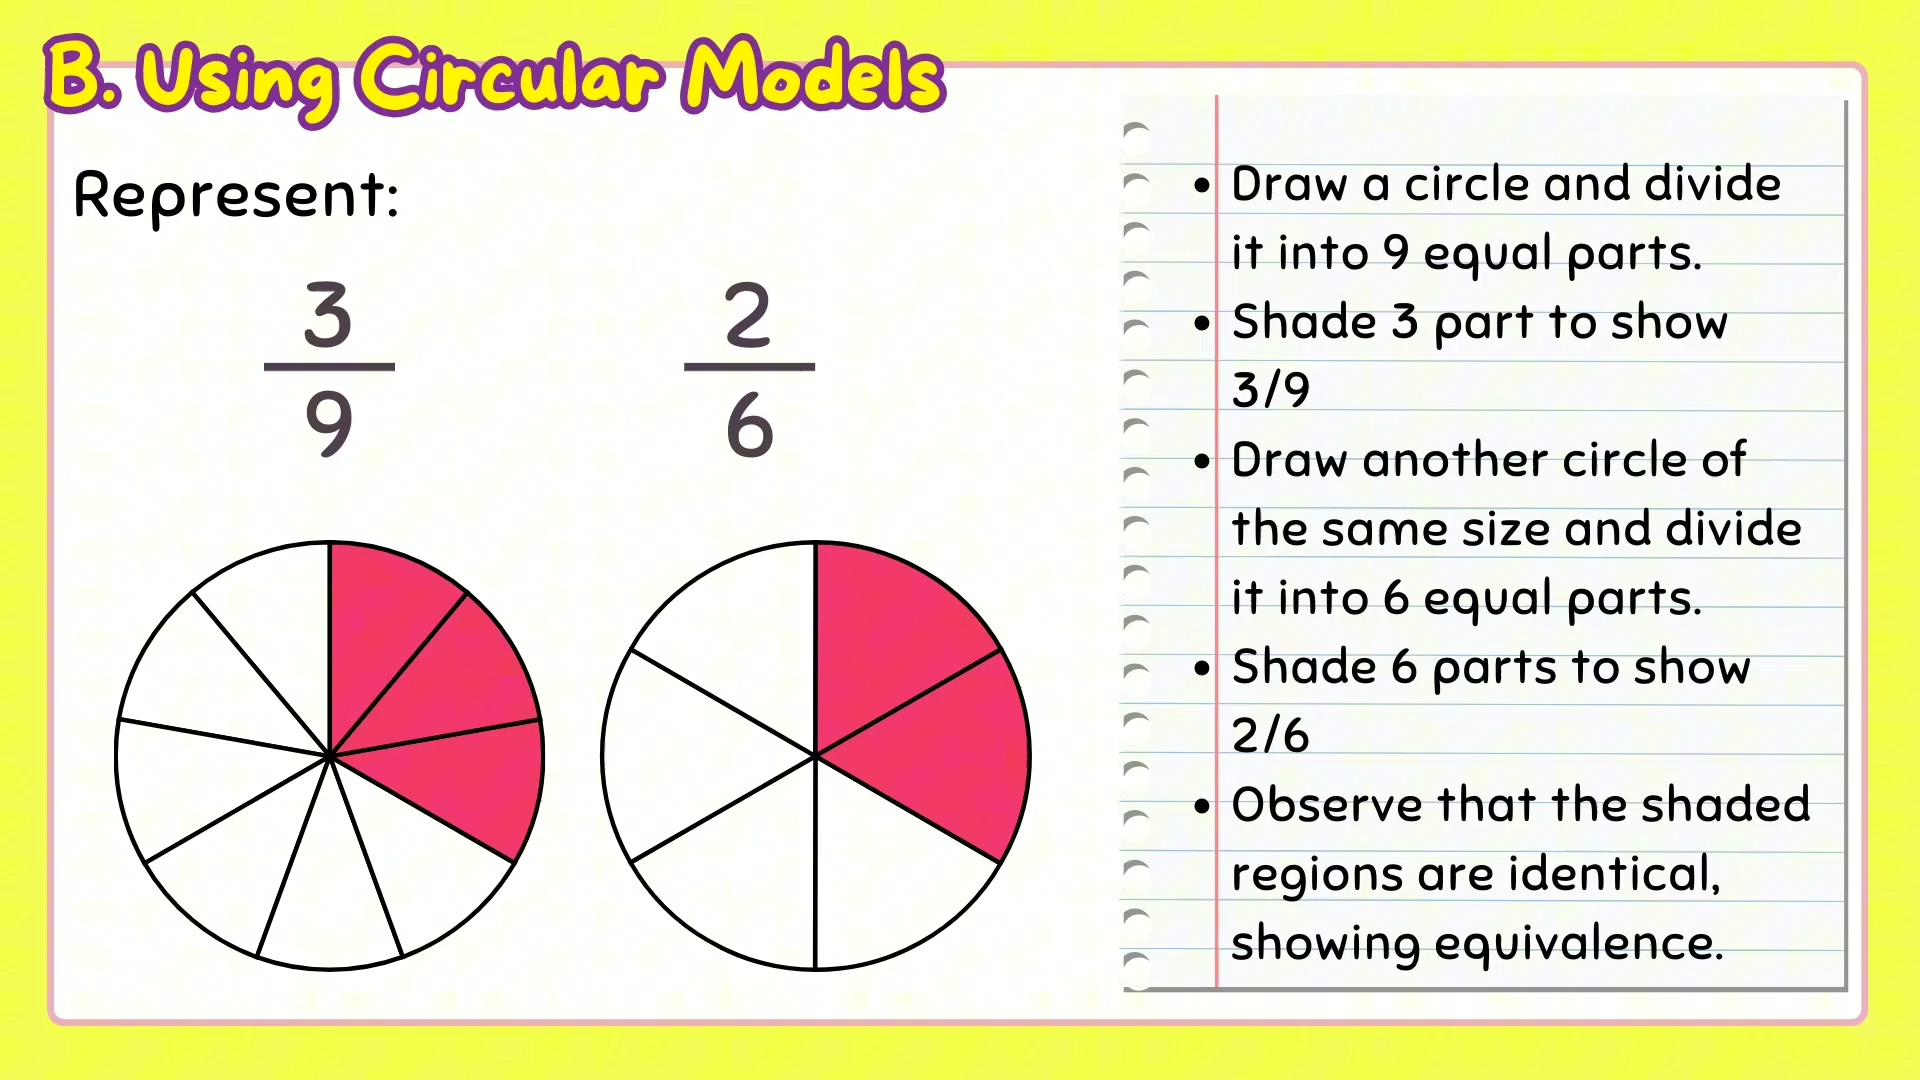 B. Using Circular Models
Represent:
3
9
2
6
• Draw a circle and divide
it into 9 equal parts.
• Shade 3 part to show
3/9
• Draw another circle of
the same size and divide
it into 6 equal parts.
• Shade 6 parts to show
2/6
• Observe that the shaded
regions are identical,
showing equivalence.